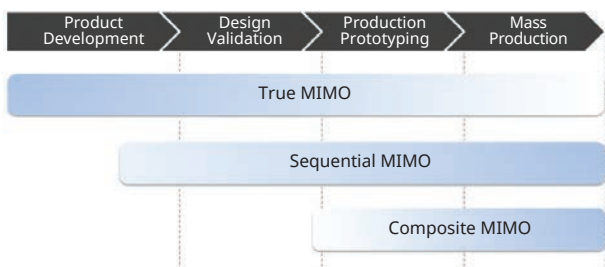 Product
Development
Design
Validation
Production
Prototyping
Mass
Production
True MIMO
Sequential MIMO
Composite MIMO